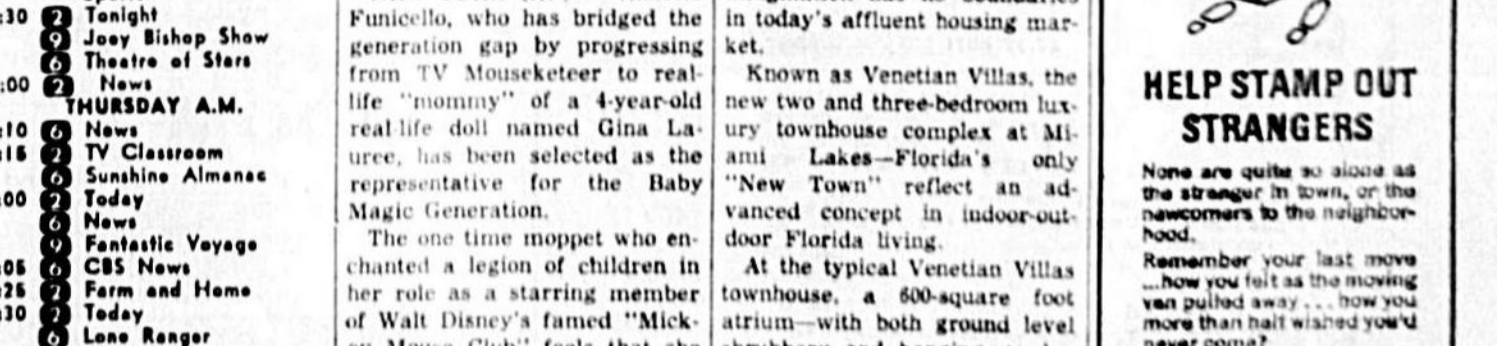 :30 2 Tonight
9 Joey Bishop Show
6 Theatre of Stars
:00 2 News
THURSDAY A.M.
:10 6 News
:15 2 TV Classroom
6 Sunshine Almanac
:00 2 Today
6 News
9 Fantastic Voyage
:05 6 CBS News
:25 2 Farm and Home
:30 2 Today
6 Lone Ranger
Funicello, who has bridged the
generation gap by progressing
from TV Mouseketeer to real-
life "mommy" of a 4-year-old
real-life doll named Gina La-
uree, has been selected as the
representative for the Baby
Magic Generation.
The one time moppet who en-
chanted a legion of children in
her role as a starring member
of Walt Disney's famed "Mick-
ey Mouse Club" feels that she
in today's affluent housing mar-
ket.
Known as Venetian Villas, the
new two and three-bedroom lux-
ury townhouse complex at Mi-
ami Lakes—Florida's only
"New Town" reflect an ad-
vanced concept in indoor-out-
door Florida living.
At the typical Venetian Villas
townhouse, a 600-square foot
atrium—with both ground level
HELP STAMP OUT
STRANGERS
None are quite so alone as
the stranger in town, or the
newcomers to the neighbor-
hood.
Remember your last move
...how you felt as the moving
van pulled away ... how you
more than half wished you'd
never come?